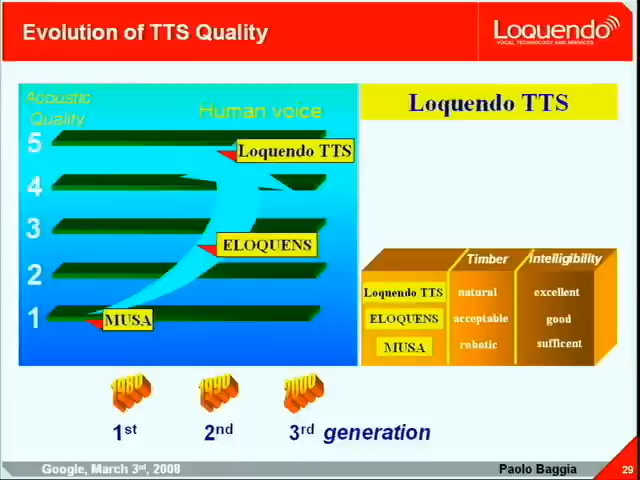 Evolution of TTS Quality
Loquendo
VOCAL TECHNOLOGY AND SERVICES
Acoustic
Quality
Human voice
5
Loquendo TTS
4
3
ELOQUENS
2
1
MUSA
Loquendo TTS
Timber
Intelligibility
Loquendo TTS
natural
excellent
ELOQUENS
acceptable
good
MUSA
robotic
sufficent
1980
1990
2000
1st
2nd
3rd generation
Google, March 3rd, 2008
Paolo Baggia
29